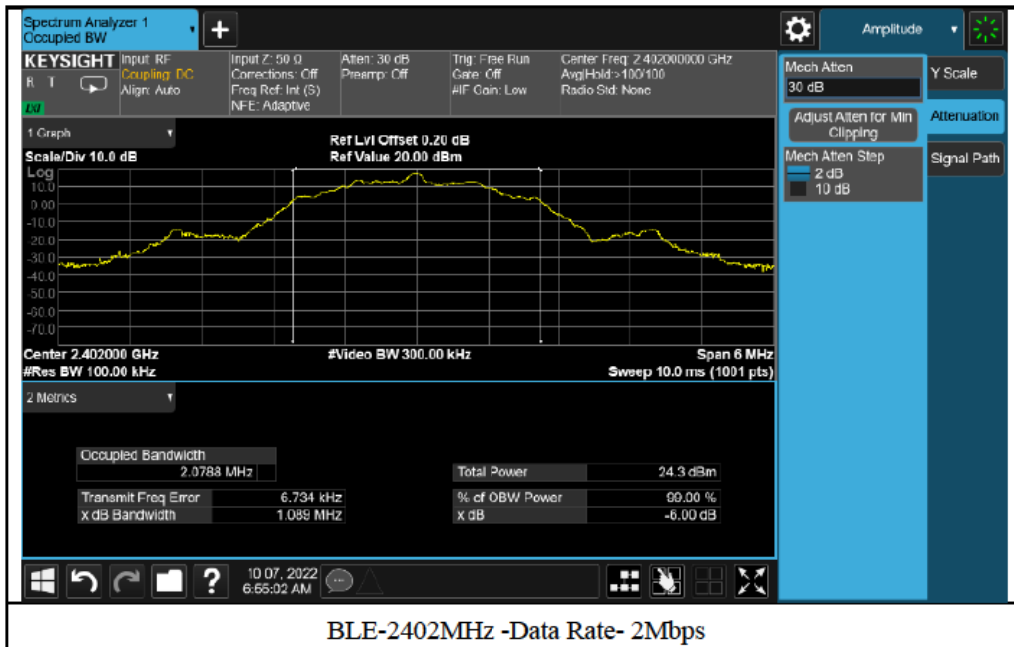 Spectrum Analyzer 1
Occupied BW
Amplitude
KEYSIGHT
R T
LXI
Input: RF
Coupling: DC
Align: Auto
Input Z: 50 Ω
Corrections: Off
Freq Ref: Int (S)
NFE: Adaptive
Atten: 30 dB
Preamp: Off
Trig: Free Run
Gate: Off
#IF Gain: Low
Center Freq: 2.402000000 GHz
Avg|Hold:>100/100
Radio Std: None
Mech Atten
30 dB
Adjust Atten for Min
Clipping
Mech Atten Step
2 dB
10 dB
Y Scale
Attenuation
Signal Path
1 Graph
Scale/Div 10.0 dB
Ref Lvl Offset 0.20 dB
Ref Value 20.00 dBm
Log
10.0
0.00
-10.0
-20.0
-30.0
-40.0
-50.0
-60.0
-70.0
Center 2.402000 GHz
#Video BW 300.00 kHz
Span 6 MHz
#Res BW 100.00 kHz
Sweep 10.0 ms (1001 pts)
2 Metrics
Occupied Bandwidth
2.0788 MHz
Transmit Freq Error 6.734 kHz
x dB Bandwidth 1.089 MHz
Total Power 24.3 dBm
% of OBW Power 99.00 %
x dB -6.00 dB
10 07, 2022
6:55:02 AM
BLE-2402MHz -Data Rate- 2Mbps